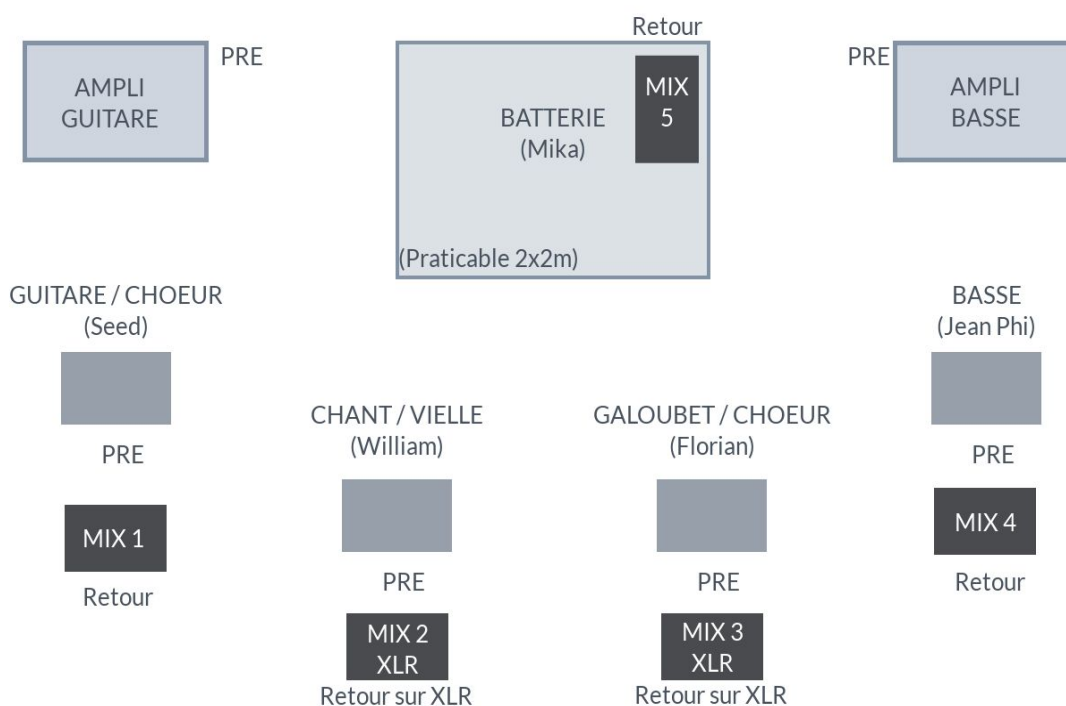 Retour
PRE
PRE
AMPLI
GUITARE
MIX
5
BATTERIE
(Mika)
AMPLI
BASSE
(Praticable 2x2m)
GUITARE / CHOEUR
(Seed)
BASSE
(Jean Phi)
CHANT / VIELLE
(William)
GALOUBET / CHOEUR
(Florian)
PRE
PRE
MIX 1
MIX 4
Retour
Retour
PRE
PRE
MIX 2
XLR
MIX 3
XLR
Retour sur XLR
Retour sur XLR